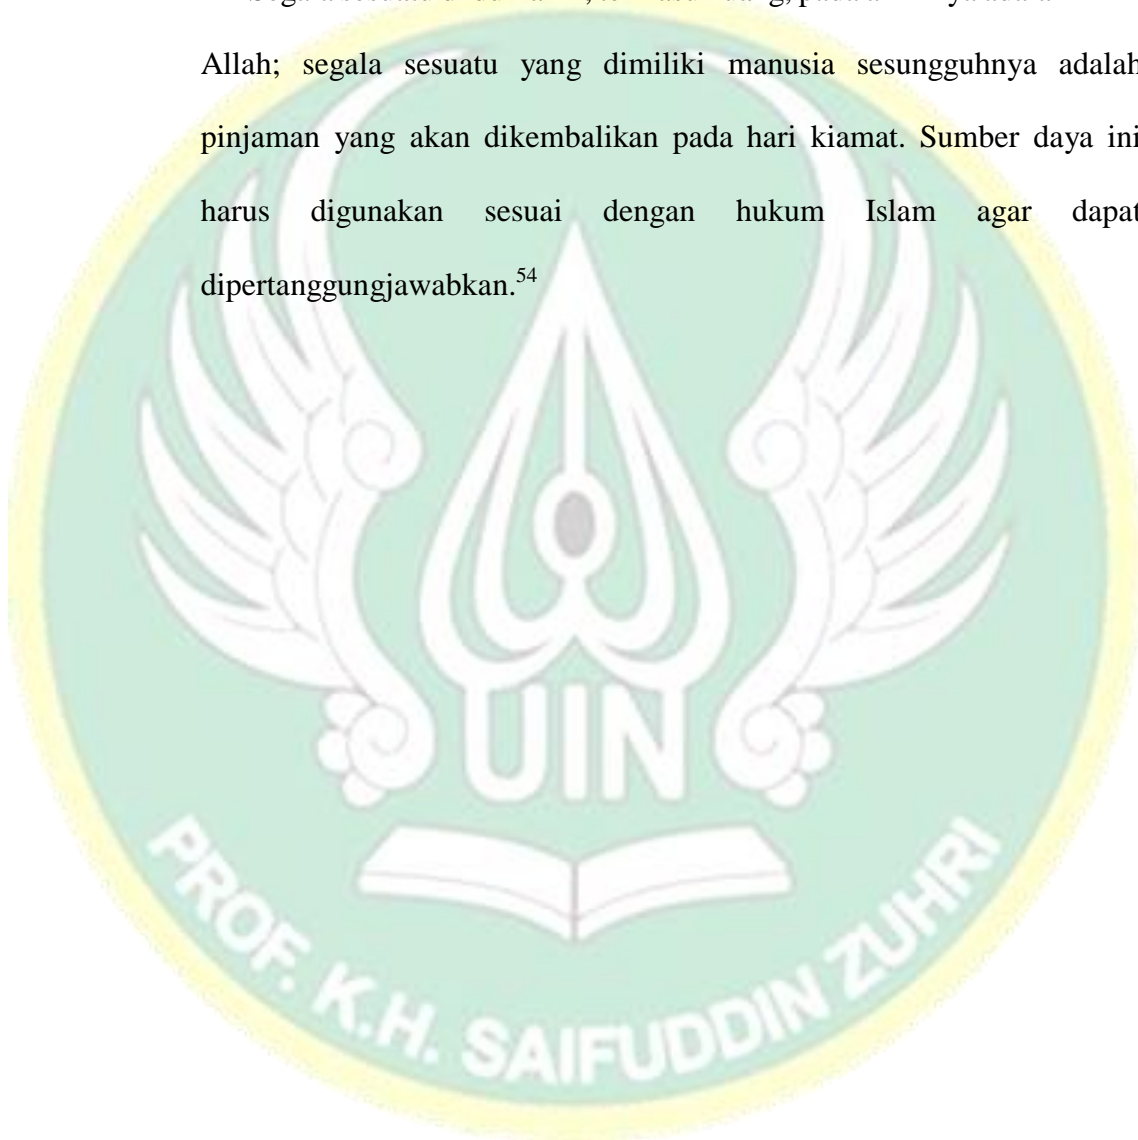 Allah; segala sesuatu yang dimiliki manusia sesungguhnya adalah
pinjaman yang akan dikembalikan pada hari kiamat. Sumber daya ini
harus digunakan sesuai dengan hukum Islam agar dapat
dipertanggungjawabkan.54
UIN
PROF. K.H. SAIFUDDIN ZUHRI